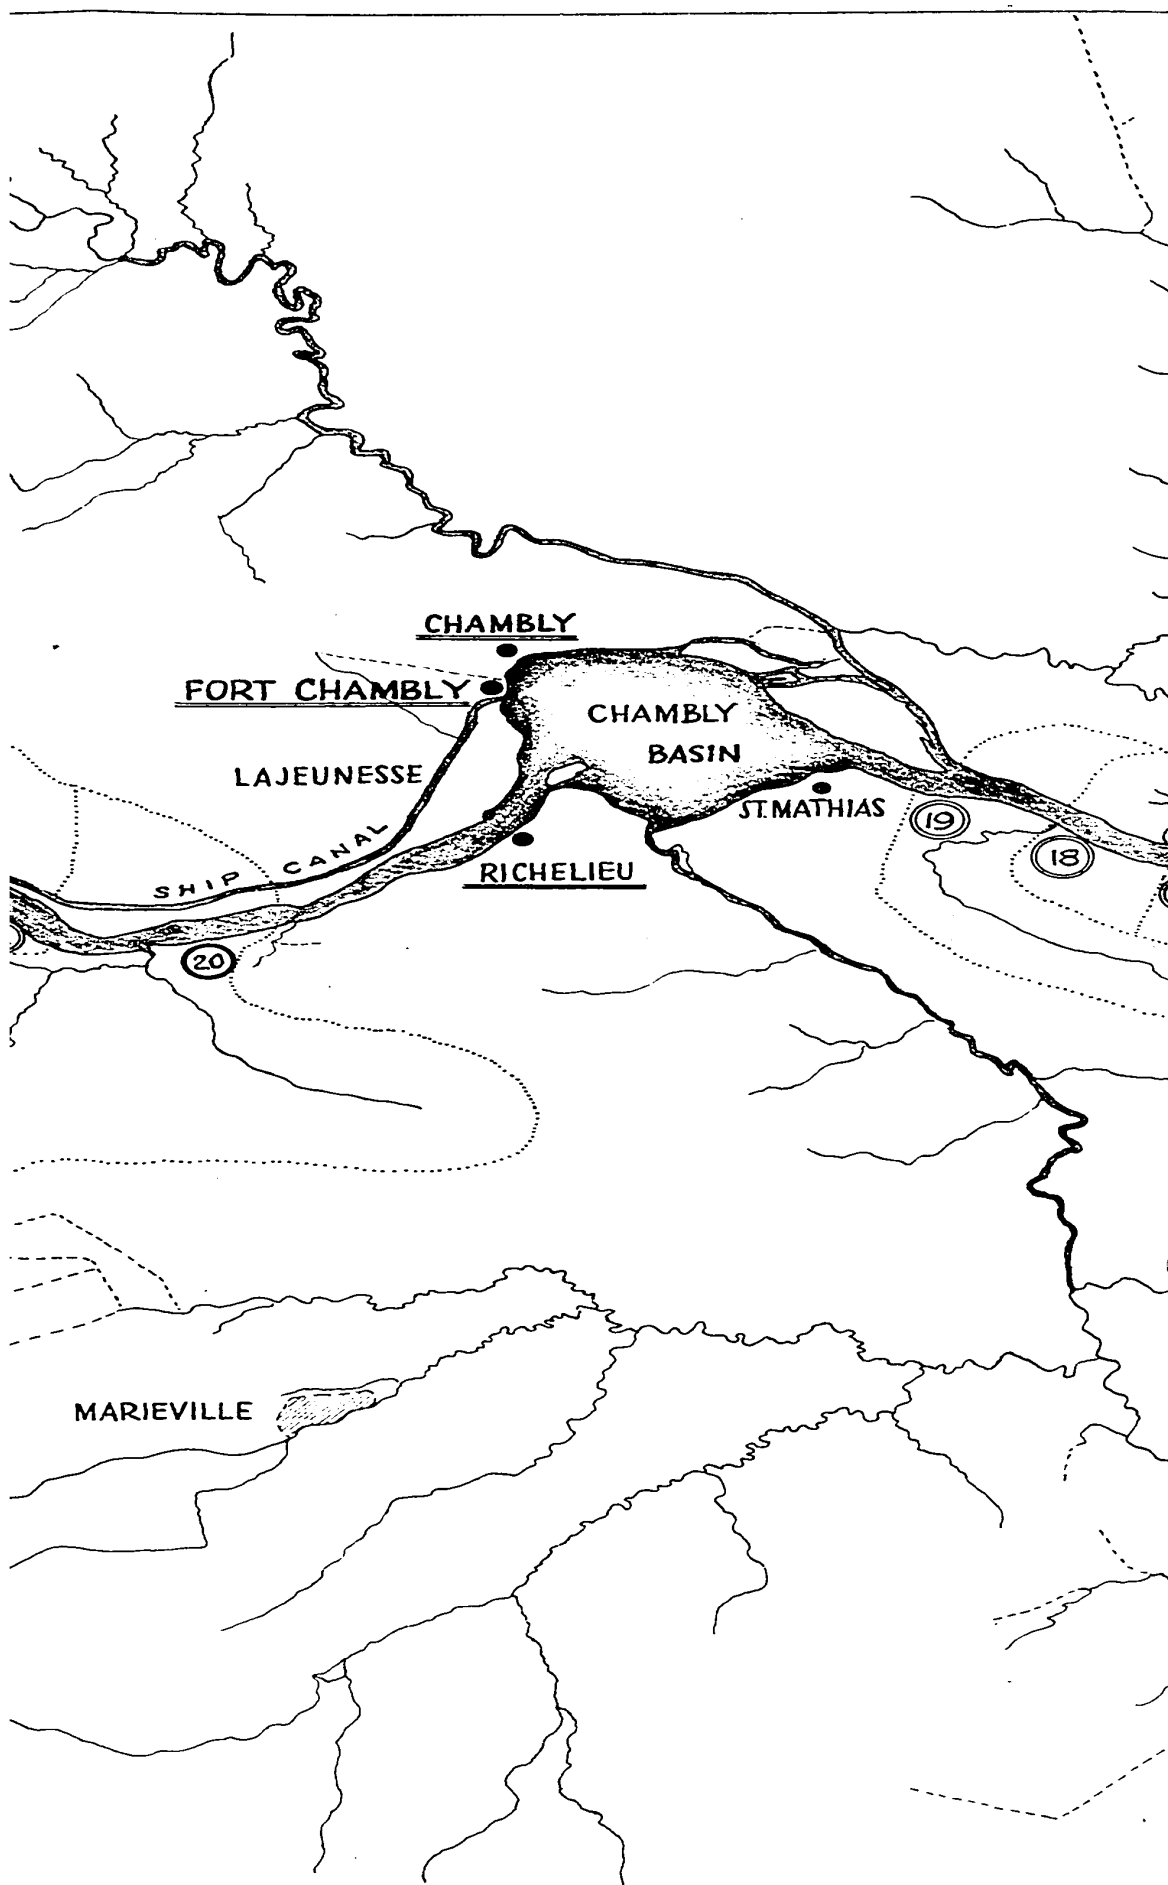 CHAMBLY
FORT CHAMBLY
CHAMBLY
BASIN
LAJEUNESSE
ST. MATHIAS
19
18
SHIP CANAL
RICHELIEU
20
MARIEVILLE